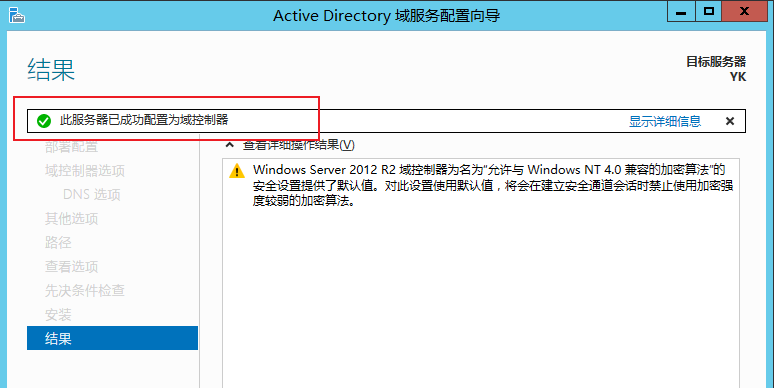 Active Directory 域服务配置向导
结果
目标服务器
YK
此服务器已成功配置为域控制器
显示详细信息
部署配置
域控制器选项
DNS 选项
其他选项
路径
查看选项
先决条件检查
安装
结果
查看详细操作结果(V)
Windows Server 2012 R2 域控制器为名为"允许与 Windows NT 4.0 兼容的加密算法"的
安全设置提供了默认值。对此设置使用默认值，将会在建立安全通道会话时禁止使用加密强
度较弱的加密算法。